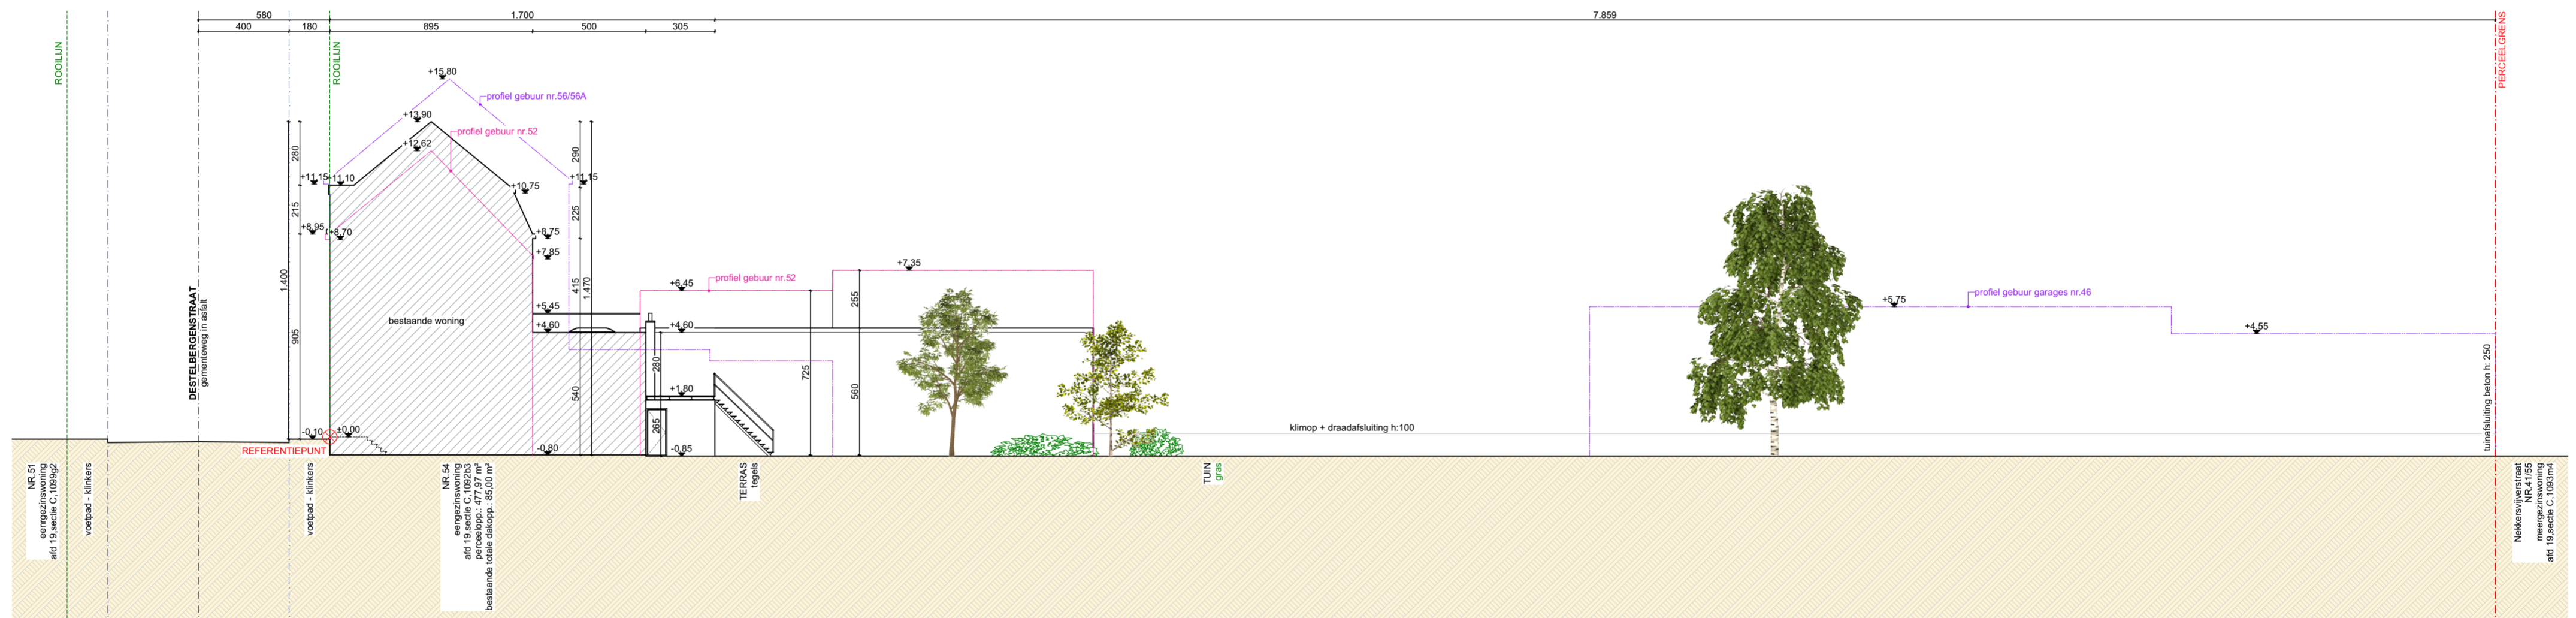 580
1.700
7.859
400
180
895
500
305
ROOILIJN
ROOILIJN
PERCEELGRENS
+15,80
profiel gebuur nr.56/56A
+13,90
profiel gebuur nr.52
+12,62
280
290
+11,15
+11,10
+11,15
+10,75
215
225
+8,95
+8,70
+8,75
+7,85
+7,35
profiel gebuur nr.52
+6,45
1.400
415
1.470
255
profiel gebuur garages nr.46
+5,75
DESTELBERGENSTRAAT
gementeweg in asfalt
905
bestaande woning
+5,45
+4,60
+4,60
+4,55
280
725
560
540
+1,80
265
tuinafsluiting beton h: 250
-0,10
±0,00
klimop + draadafsluiting h:100
REFERENTIEPUNT
-0,80
-0,85
NR.51
eenrgezinswoning
afd 19,sectie C,1099g2
voetpad - klinkers
voetpad - klinkers
NR.54
eengezinswoning
afd 19,sectie C,1092b3
perceelopp.: 477,97 m²
bestaande totale dakopp.: 85,00 m²
TERRAS
tegels
TUIN
gras
Nekkersvijverstraat
NR.41/55
meergezinswoning
afd 19,sectie C,1093m4